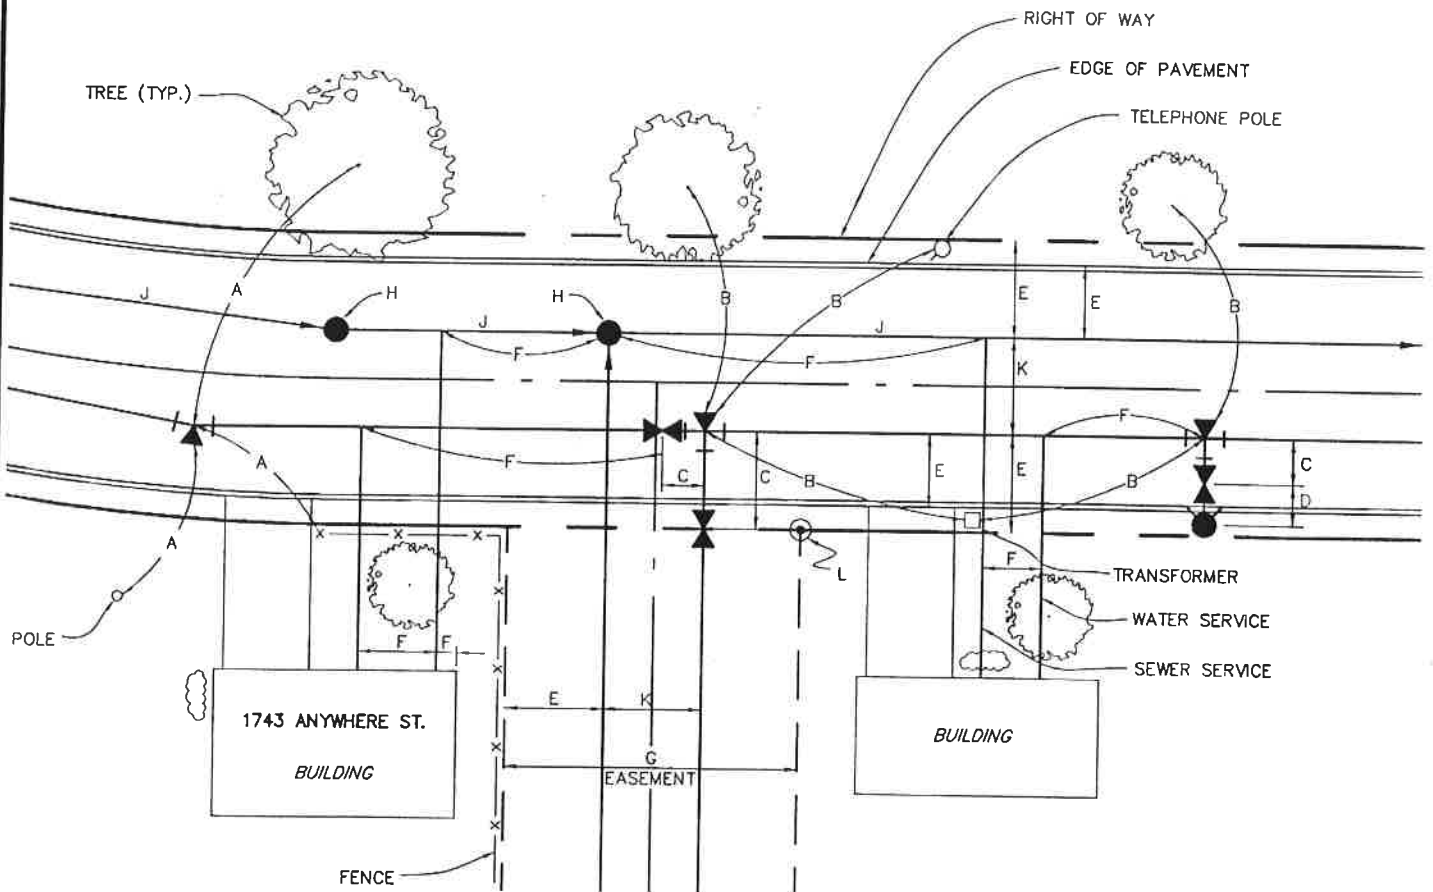 RIGHT OF WAY
EDGE OF PAVEMENT
TREE (TYP.)
TELEPHONE POLE
A
B
B
E
E
B
J
H
H
J
J
F
F
K
F
A
F
C
C
B
E
E
B
C
D
A
L
F
TRANSFORMER
POLE
WATER SERVICE
F
F
SEWER SERVICE
E
K
1743 ANYWHERE ST.
BUILDING
BUILDING
G
EASEMENT
FENCE